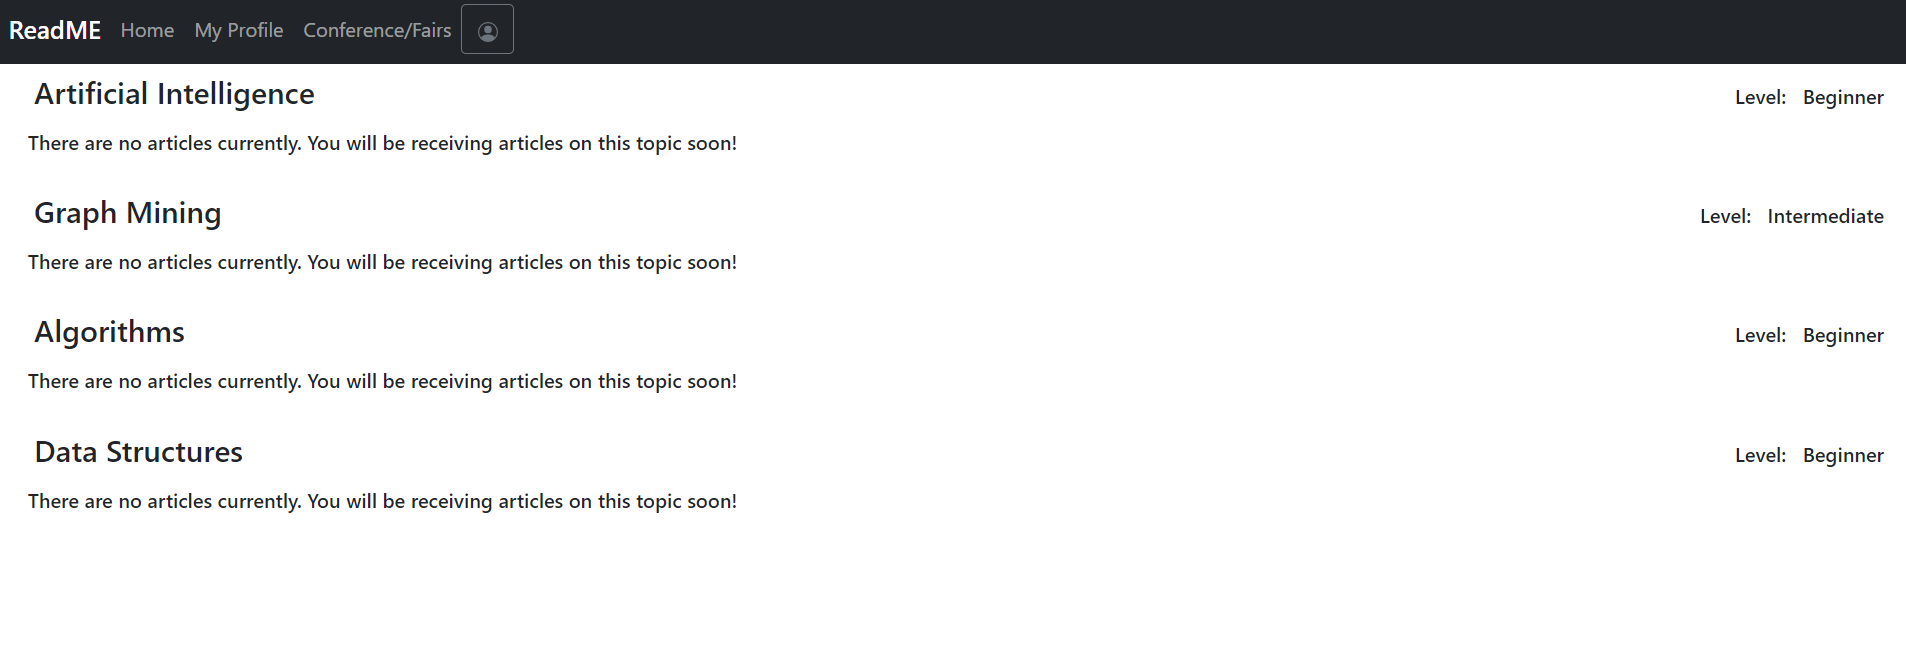 ReadME Home My Profile Conference/Fairs
Artificial Intelligence Level: Beginner
There are no articles currently. You will be receiving articles on this topic soon!
Graph Mining Level: Intermediate
There are no articles currently. You will be receiving articles on this topic soon!
Algorithms Level: Beginner
There are no articles currently. You will be receiving articles on this topic soon!
Data Structures Level: Beginner
There are no articles currently. You will be receiving articles on this topic soon!